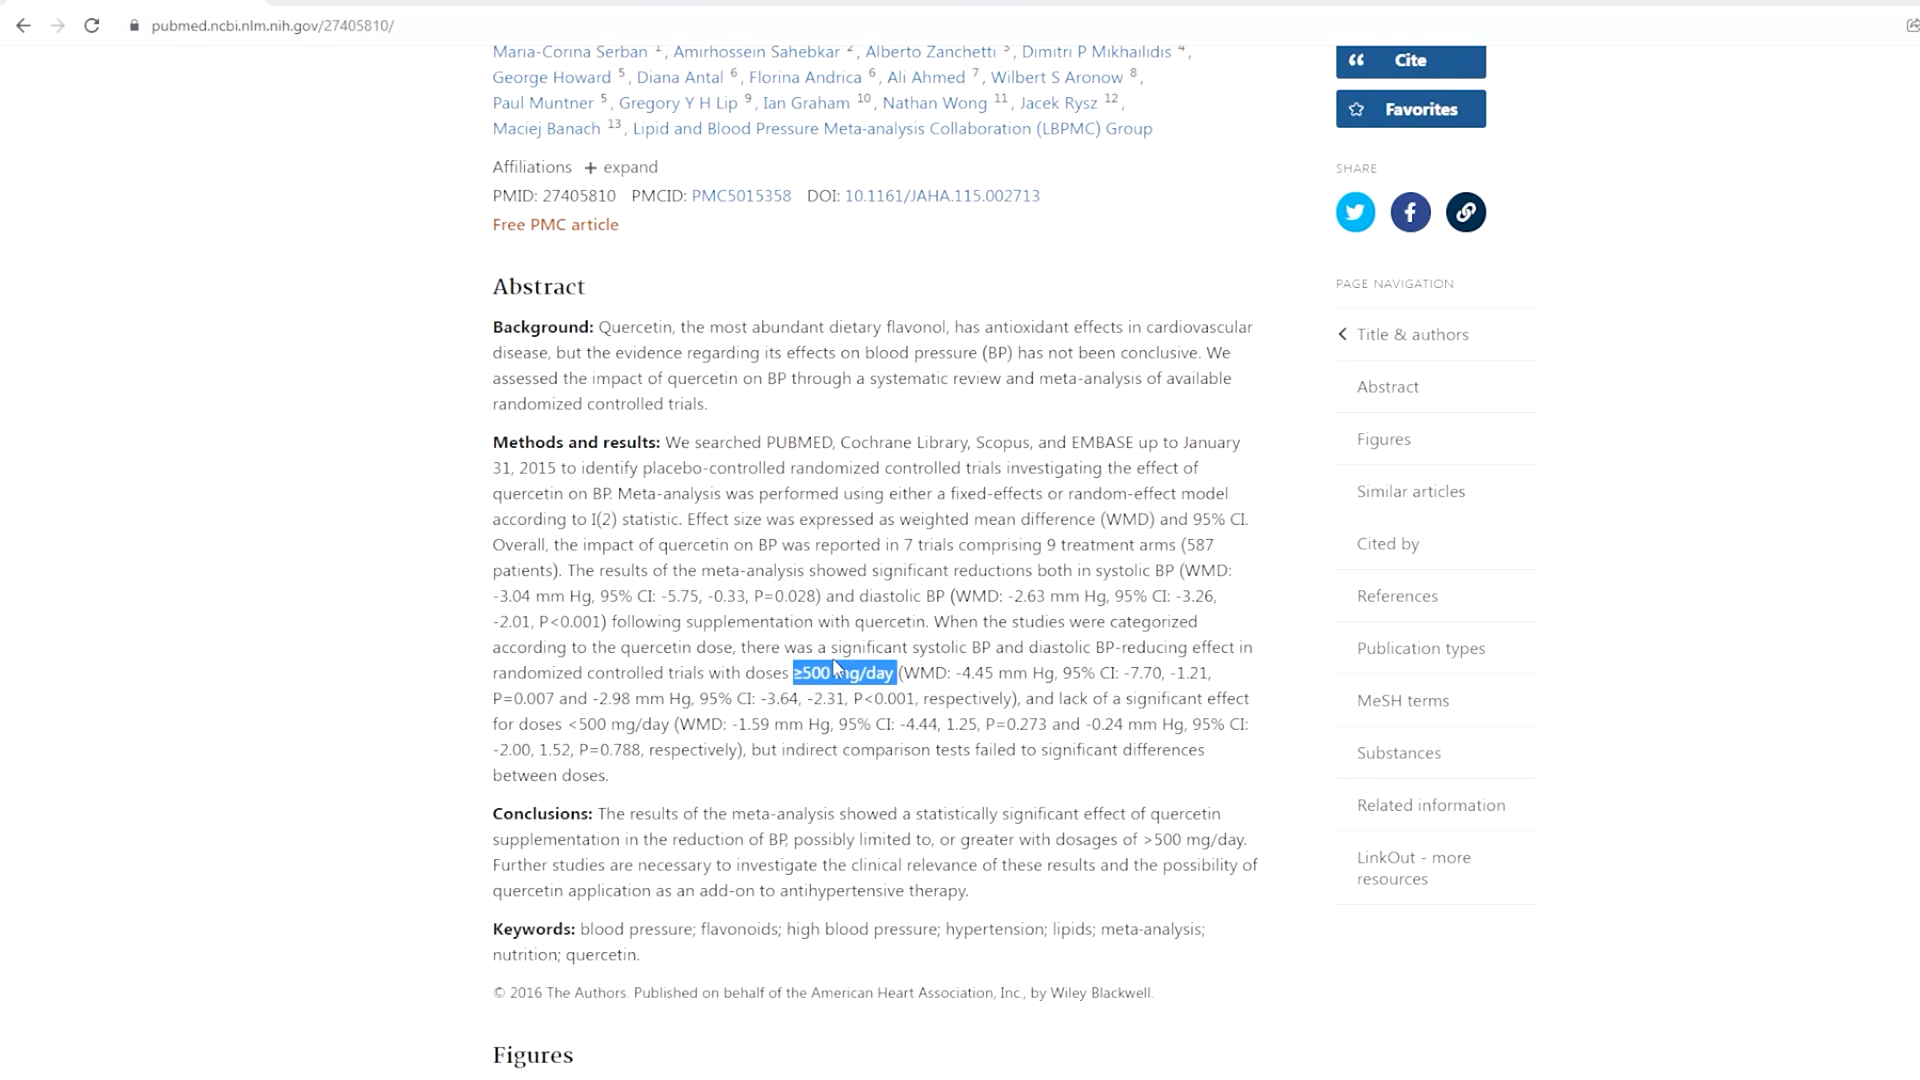 pubmed.ncbi.nlm.nih.gov/27405810/
Maria-Corina Serban 1, Amirhossein Sahebkar 2, Alberto Zanchetti 3, Dimitri P Mikhailidis 4,
George Howard 5, Diana Antal 6, Florina Andrica 6, Ali Ahmed 7, Wilbert S Aronow 8,
Paul Muntner 5, Gregory Y H Lip 9, Ian Graham 10, Nathan Wong 11, Jacek Rysz 12,
Maciej Banach 13, Lipid and Blood Pressure Meta-analysis Collaboration (LBPMC) Group
Affiliations + expand
PMID: 27405810 PMCID: PMC5015358 DOI: 10.1161/JAHA.115.002713
Free PMC article
Abstract
Background: Quercetin, the most abundant dietary flavonol, has antioxidant effects in cardiovascular
disease, but the evidence regarding its effects on blood pressure (BP) has not been conclusive. We
assessed the impact of quercetin on BP through a systematic review and meta-analysis of available
randomized controlled trials.
Methods and results: We searched PUBMED, Cochrane Library, Scopus, and EMBASE up to January
31, 2015 to identify placebo-controlled randomized controlled trials investigating the effect of
quercetin on BP. Meta-analysis was performed using either a fixed-effects or random-effect model
according to I(2) statistic. Effect size was expressed as weighted mean difference (WMD) and 95% CI.
Overall, the impact of quercetin on BP was reported in 7 trials comprising 9 treatment arms (587
patients). The results of the meta-analysis showed significant reductions both in systolic BP (WMD:
-3.04 mm Hg, 95% CI: -5.75, -0.33, P=0.028) and diastolic BP (WMD: -2.63 mm Hg, 95% CI: -3.26,
-2.01, P<0.001) following supplementation with quercetin. When the studies were categorized
according to the quercetin dose, there was a significant systolic BP and diastolic BP-reducing effect in
randomized controlled trials with doses ≥500 mg/day (WMD: -4.45 mm Hg, 95% CI: -7.70, -1.21,
P=0.007 and -2.98 mm Hg, 95% CI: -3.64, -2.31, P<0.001, respectively), and lack of a significant effect
for doses <500 mg/day (WMD: -1.59 mm Hg, 95% CI: -4.44, 1.25, P=0.273 and -0.24 mm Hg, 95% CI:
-2.00, 1.52, P=0.788, respectively), but indirect comparison tests failed to significant differences
between doses.
Conclusions: The results of the meta-analysis showed a statistically significant effect of quercetin
supplementation in the reduction of BP, possibly limited to, or greater with dosages of >500 mg/day.
Further studies are necessary to investigate the clinical relevance of these results and the possibility of
quercetin application as an add-on to antihypertensive therapy.
Keywords: blood pressure; flavonoids; high blood pressure; hypertension; lipids; meta-analysis;
nutrition; quercetin.
© 2016 The Authors. Published on behalf of the American Heart Association, Inc., by Wiley Blackwell.
Figures
Cite
Favorites
SHARE
PAGE NAVIGATION
Title & authors
Abstract
Figures
Similar articles
Cited by
References
Publication types
MeSH terms
Substances
Related information
LinkOut - more
resources